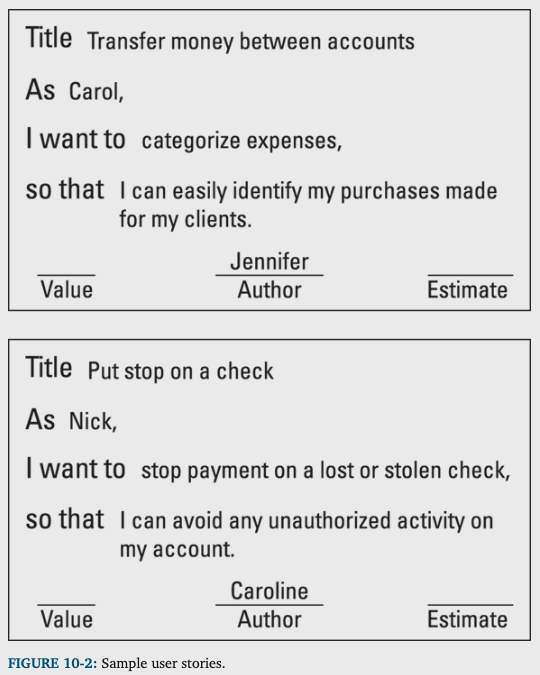 Title Transfer money between accounts
As Carol,
I want to categorize expenses,
so that I can easily identify my purchases made
for my clients.
Jennifer
Value Author Estimate
Title Put stop on a check
As Nick,
I want to stop payment on a lost or stolen check,
so that I can avoid any unauthorized activity on
my account.
Caroline
Value Author Estimate
FIGURE 10-2: Sample user stories.